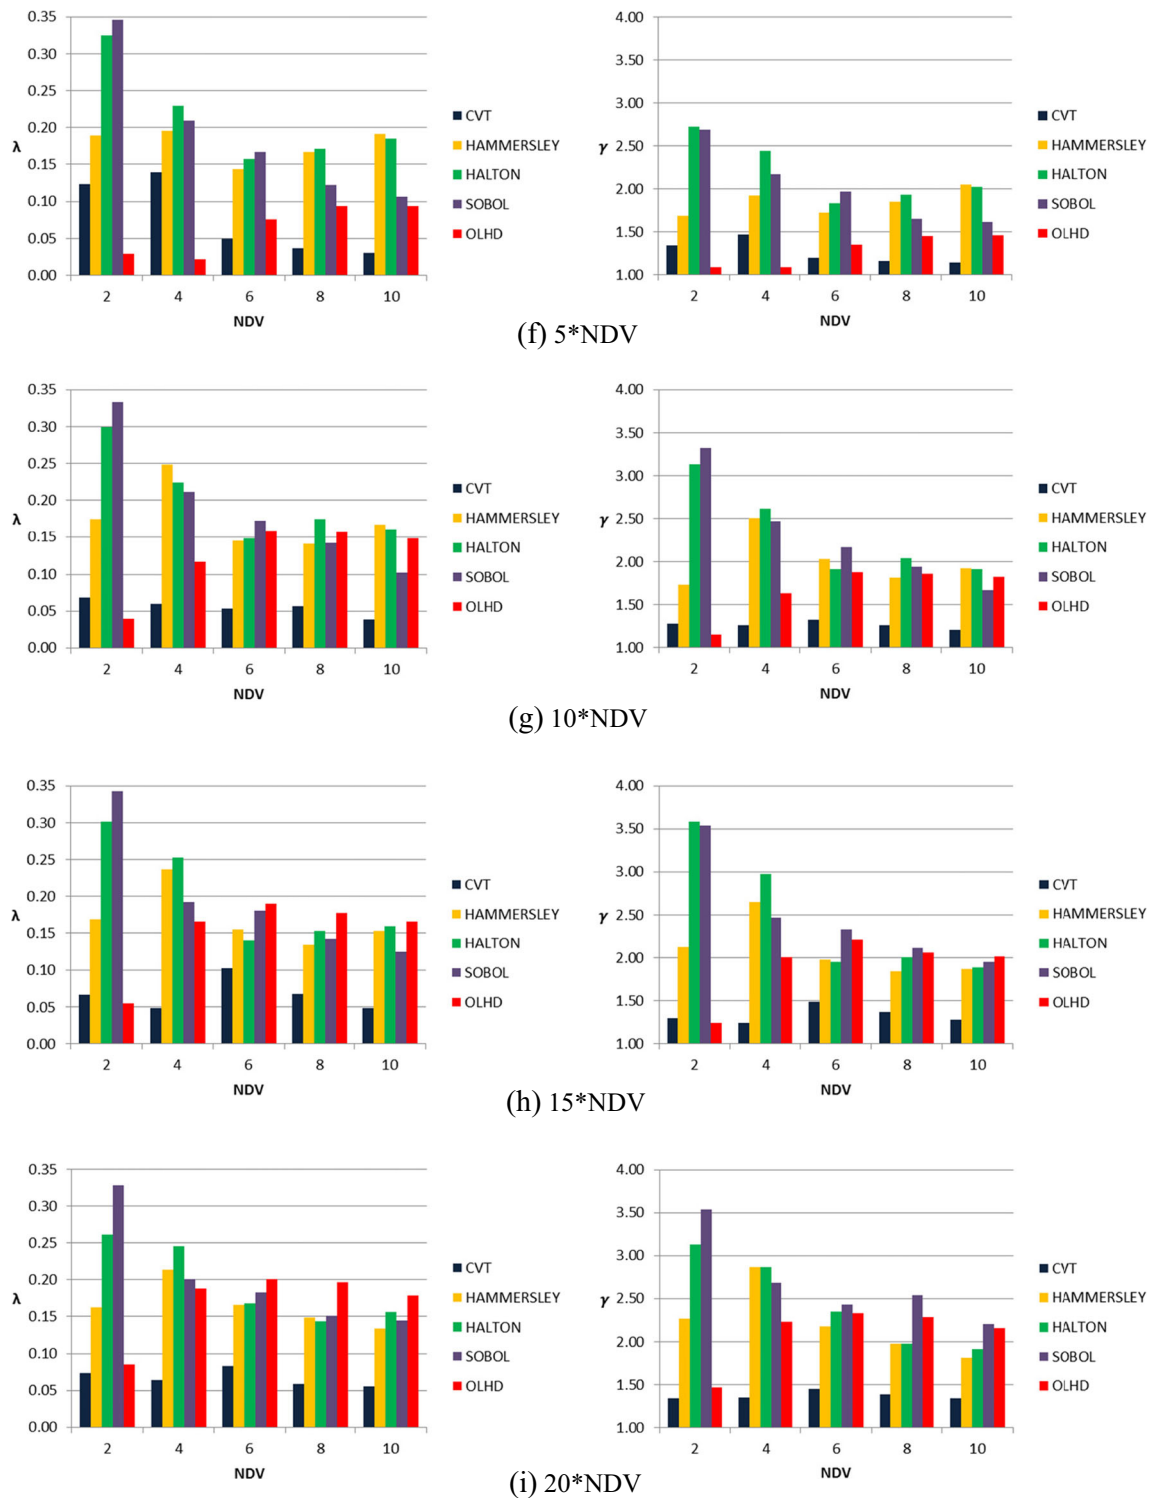 0.35
0.30
0.25
0.20
λ
0.15
0.10
0.05
0.00
2 4 6 8 10
NDV
CVT
HAMMERSLEY
HALTON
SOBOL
OLHD
4.00
3.50
3.00
2.50
γ
2.00
1.50
1.00
2 4 6 8 10
NDV
CVT
HAMMERSLEY
HALTON
SOBOL
OLHD
(f) 5*NDV
0.35
0.30
0.25
0.20
λ
0.15
0.10
0.05
0.00
2 4 6 8 10
NDV
CVT
HAMMERSLEY
HALTON
SOBOL
OLHD
4.00
3.50
3.00
2.50
γ
2.00
1.50
1.00
2 4 6 8 10
NDV
CVT
HAMMERSLEY
HALTON
SOBOL
OLHD
(g) 10*NDV
0.35
0.30
0.25
0.20
λ
0.15
0.10
0.05
0.00
2 4 6 8 10
NDV
CVT
HAMMERSLEY
HALTON
SOBOL
OLHD
4.00
3.50
3.00
2.50
γ
2.00
1.50
1.00
2 4 6 8 10
NDV
CVT
HAMMERSLEY
HALTON
SOBOL
OLHD
(h) 15*NDV
0.35
0.30
0.25
0.20
λ
0.15
0.10
0.05
0.00
2 4 6 8 10
NDV
CVT
HAMMERSLEY
HALTON
SOBOL
OLHD
4.00
3.50
3.00
2.50
γ
2.00
1.50
1.00
2 4 6 8 10
NDV
CVT
HAMMERSLEY
HALTON
SOBOL
OLHD
(i) 20*NDV